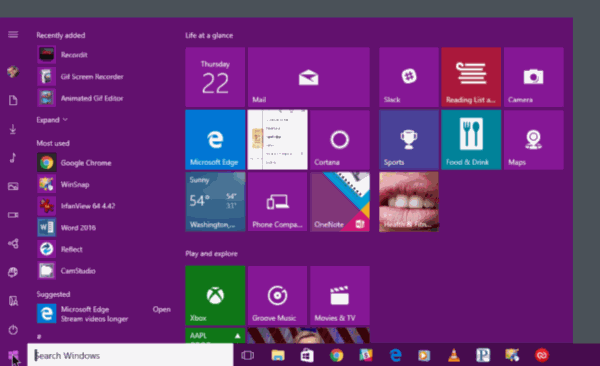 Recently added
Recordit
Gif Screen Recorder
Animated Gif Editor
Expand
Most used
Google Chrome
WinSnap
IrfanView 64 4.42
Word 2016
Reflect
CamStudio
Suggested
Microsoft Edge
Open
Stream videos longer
#
Search Windows
Life at a glance
Thursday
22
Mail
Slack
Reading List a...
Camera
Microsoft Edge
Cortana
Sports
Food & Drink
Maps
Sunny
54°
54°
Washington,...
Phone Compa...
OneNote
Health & Fitn...
Play and explore
Xbox
Groove Music
Movies & TV
AAPL